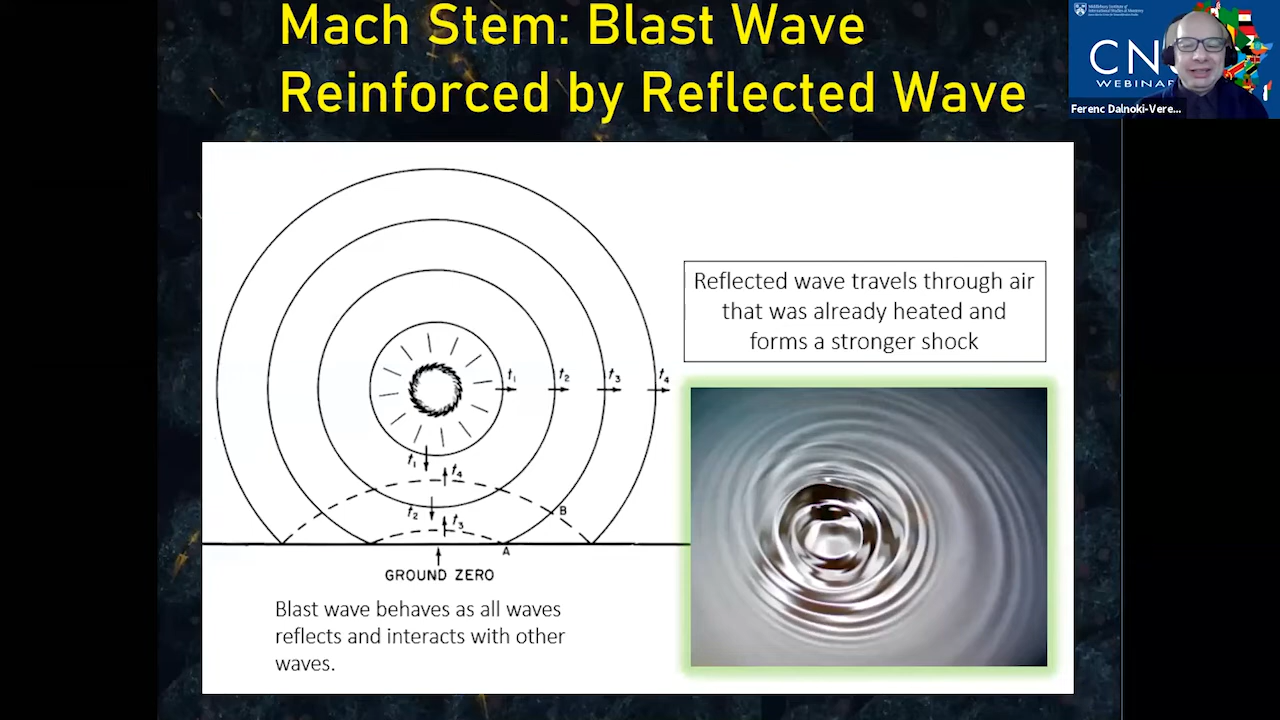 Mach Stem: Blast Wave
Reinforced by Reflected Wave
CN
WEBINAR
Ferenc Dalnoki-Vere...
Reflected wave travels through air
that was already heated and
forms a stronger shock
t1
t2
t3
t4
t1
t4
t2
t3
B
A
GROUND ZERO
Blast wave behaves as all waves
reflects and interacts with other
waves.